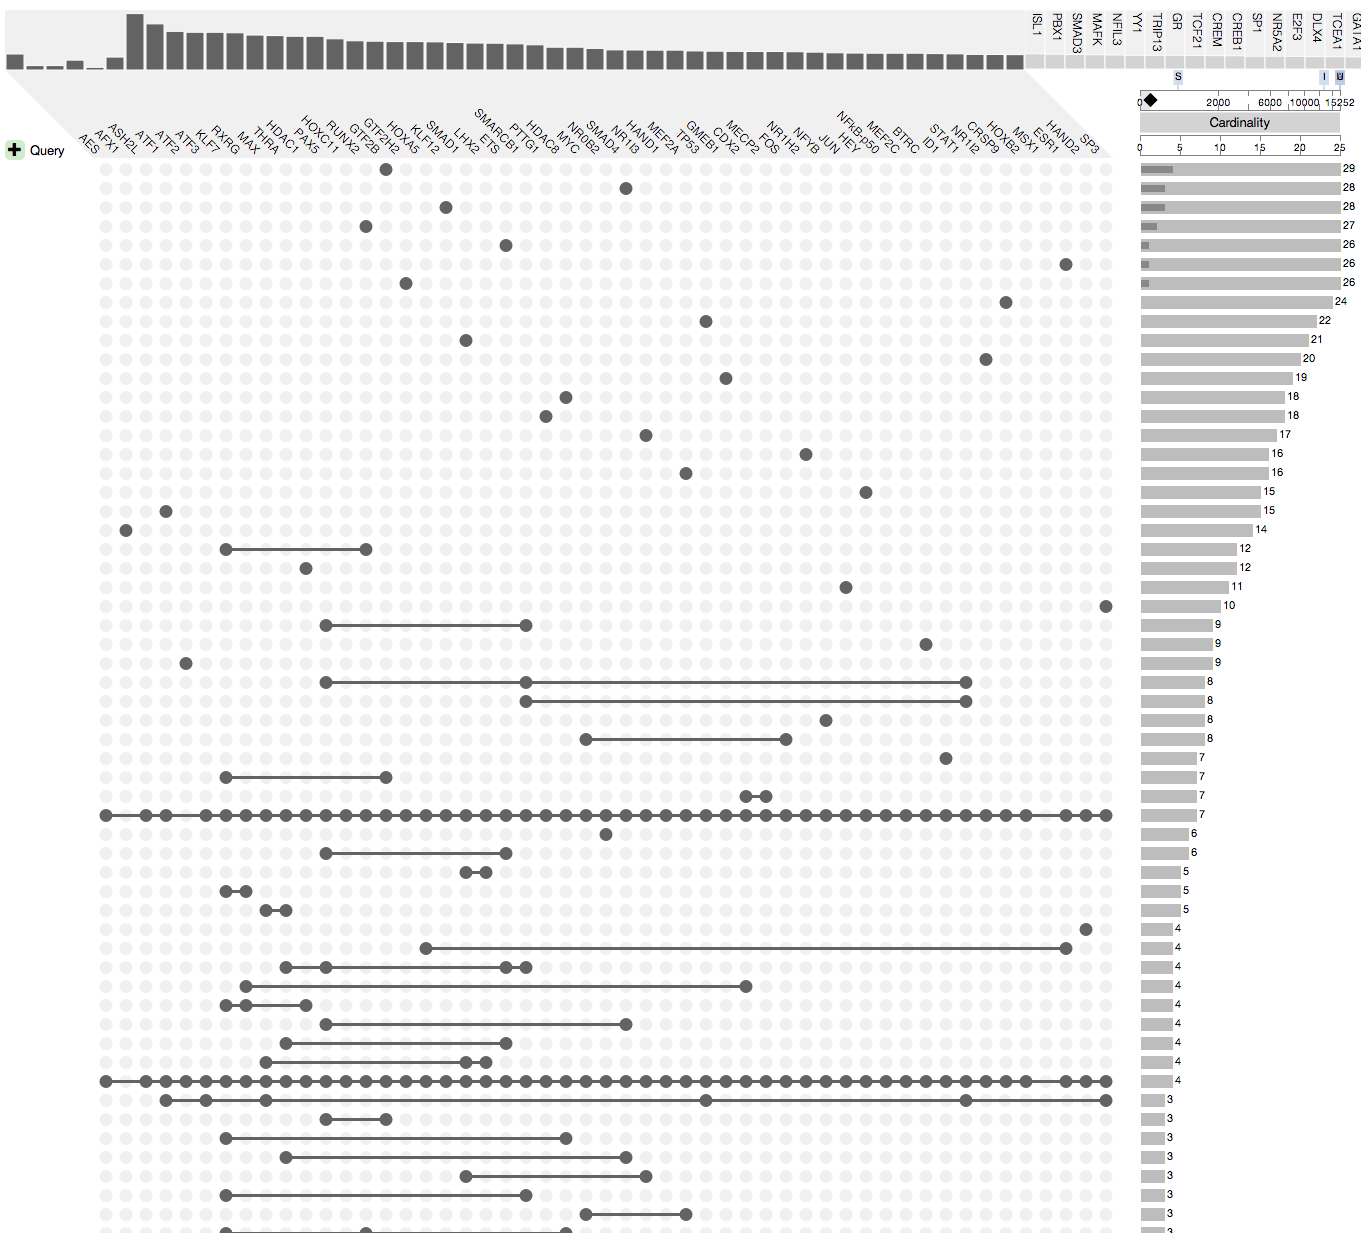 ISL1
PBX1
SMAD3
MAFK
NFIL3
YY1
TRIP13
GR
TCF21
CREM
CREB1
SP1
NR5A2
E2F3
DLX4
TCEA1
GATA1
S
I
0
2000
6000
10000
15252
Cardinality
0
5
10
15
20
25
Query
AES
AFX1
ASH2L
ATF1
ATF2
ATF3
KLF7
RXRG
MAX
THRA
HDAC1
PAX5
HOXC11
RUNX2
GTF2B
GTF2H2
HOXA5
KLF12
SMAD1
LHX2
ETS
SMARCB1
PTTG1
HDAC8
MYC
NR0B2
SMAD4
NR1I3
HAND1
MEF2A
TP53
GMEB1
CDX2
MECP2
FOS
NR1H2
NFYB
JUN
HEY
NFkB-p50
MEF2C
BTRC
ID1
STAT1
NR1I2
CRSP9
HOXB2
MSX1
ESR1
HAND2
SP3
29
28
28
27
26
26
26
24
22
21
20
19
18
18
17
16
16
15
15
14
12
12
11
10
9
9
9
8
8
8
8
7
7
7
7
6
6
5
5
5
4
4
4
4
4
4
4
4
4
3
3
3
3
3
3
3
3